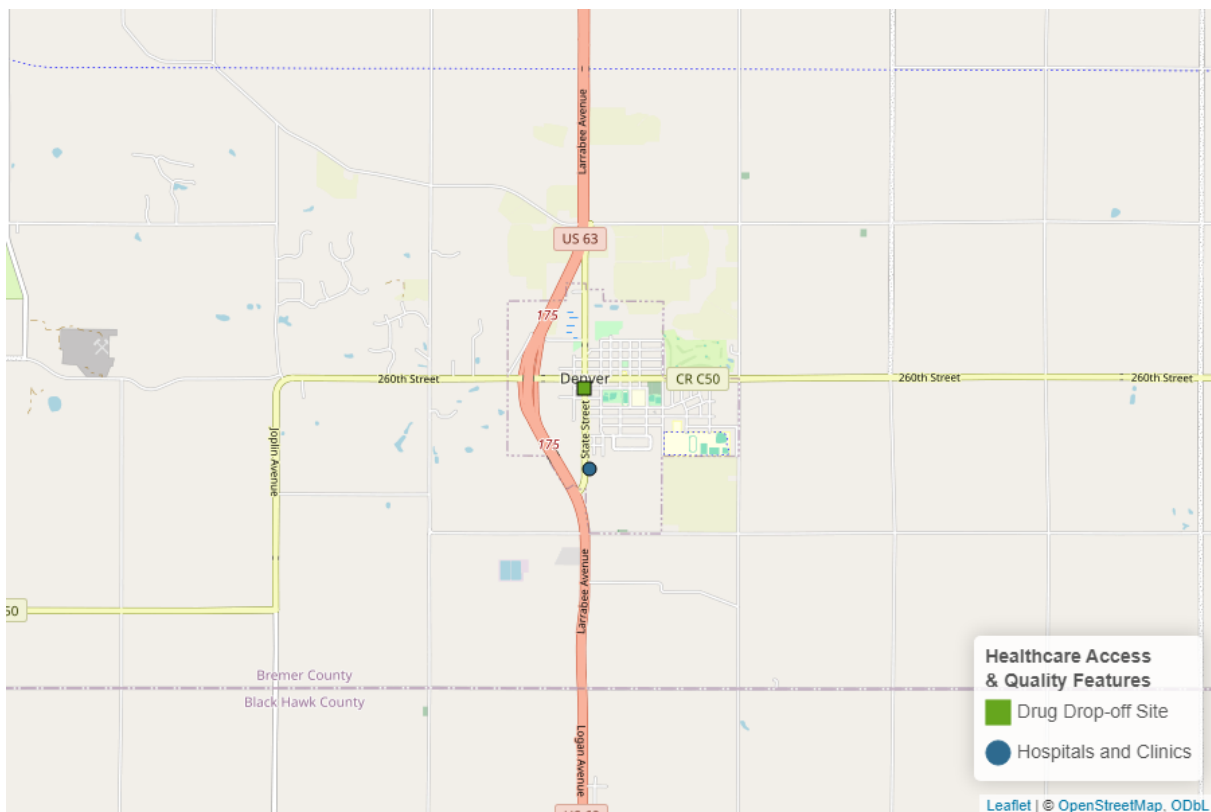 Larrabee Avenue
US 63
175
260th Street
Denver
CR C50
260th Street
260th Street
Joplin Avenue
State Street
175
Larrabee Avenue
Bremer County
Black Hawk County
Logan Avenue
Healthcare Access
& Quality Features
Drug Drop-off Site
Hospitals and Clinics
Leaflet | © OpenStreetMap, ODbL